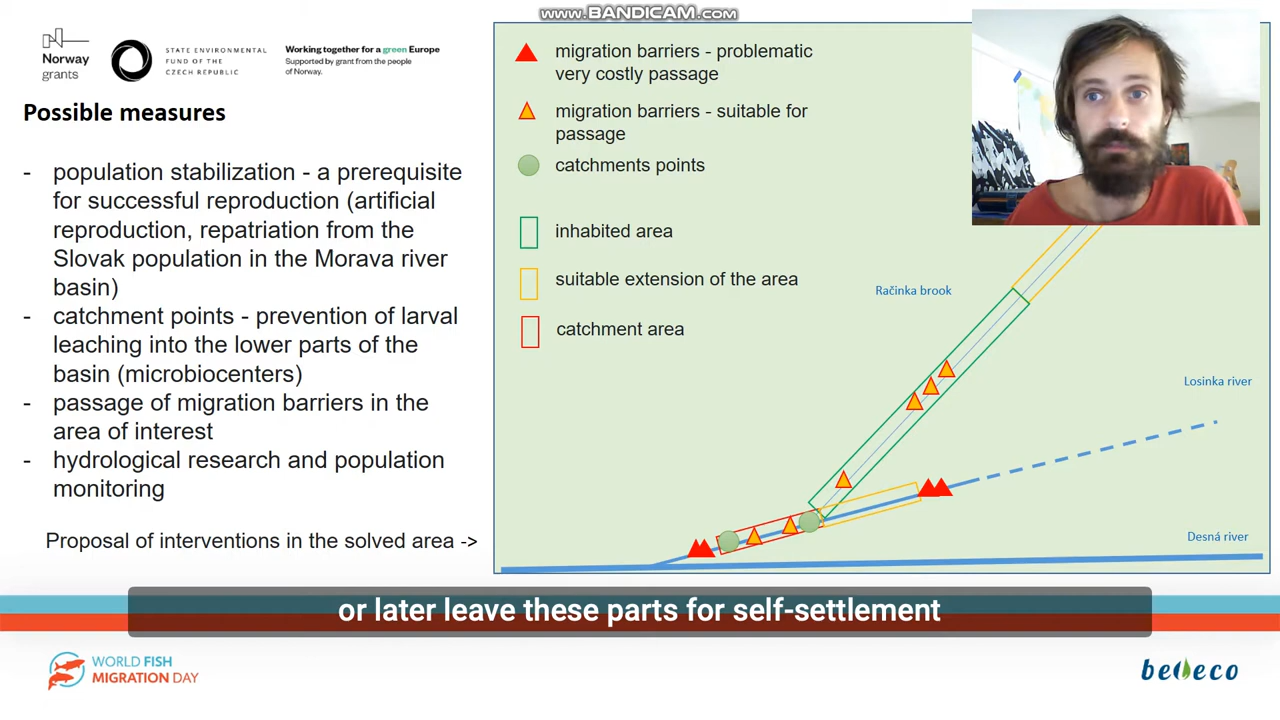 www.BANDICAM.com
Norway
grants
STATE ENVIRONMENTAL
FUND OF THE
CZECH REPUBLIC
Working together for a green Europe
Supported by grant from the people
of Norway.
Possible measures
- population stabilization - a prerequisite
for successful reproduction (artificial
reproduction, repatriation from the
Slovak population in the Morava river
basin)
- catchment points - prevention of larval
leaching into the lower parts of the
basin (microbiocenters)
- passage of migration barriers in the
area of interest
- hydrological research and population
monitoring
Proposal of interventions in the solved area ->
migration barriers - problematic
very costly passage
migration barriers - suitable for
passage
catchments points
inhabited area
suitable extension of the area
catchment area
Račinka brook
Losinka river
Desná river
or later leave these parts for self-settlement
WORLD FISH
MIGRATION DAY
beleco